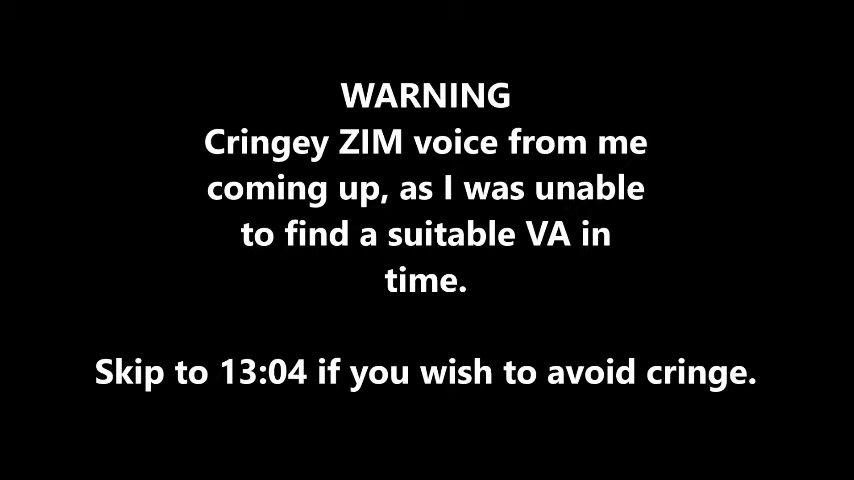 WARNING
Cringey ZIM voice from me
coming up, as I was unable
to find a suitable VA in
time.
Skip to 13:04 if you wish to avoid cringe.